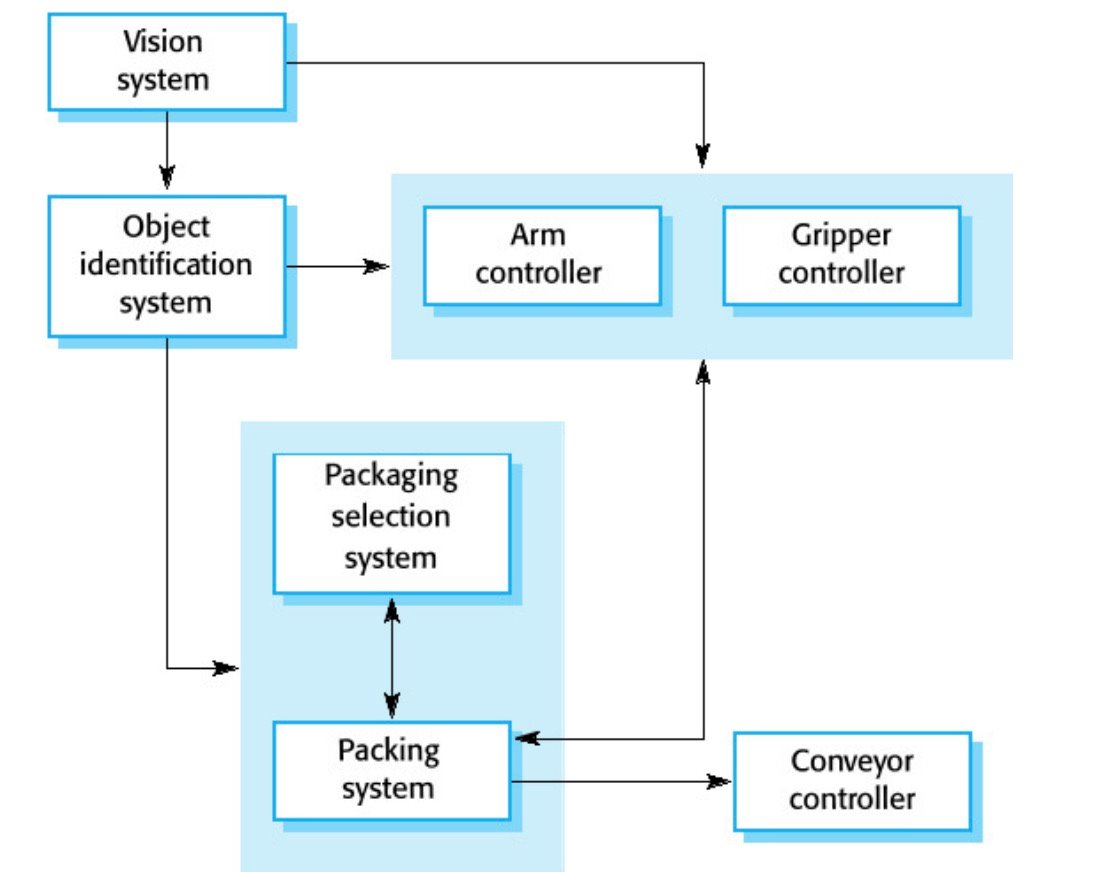 Vision
system
Object
identification
system
Arm
controller
Gripper
controller
Packaging
selection
system
Packing
system
Conveyor
controller